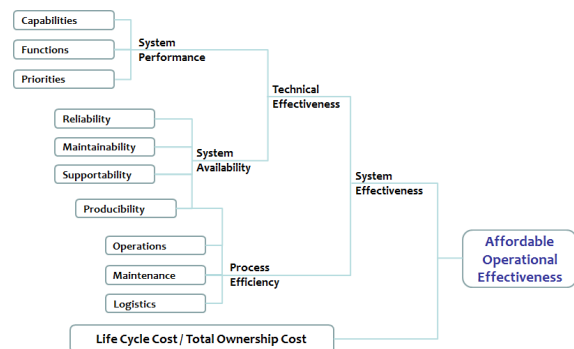 Capabilities
Functions
Priorities
System
Performance
Technical
Effectiveness
Reliability
Maintainability
Supportability
System
Availability
System
Effectiveness
Producibility
Operations
Maintenance
Logistics
Process
Efficiency
Affordable
Operational
Effectiveness
Life Cycle Cost / Total Ownership Cost